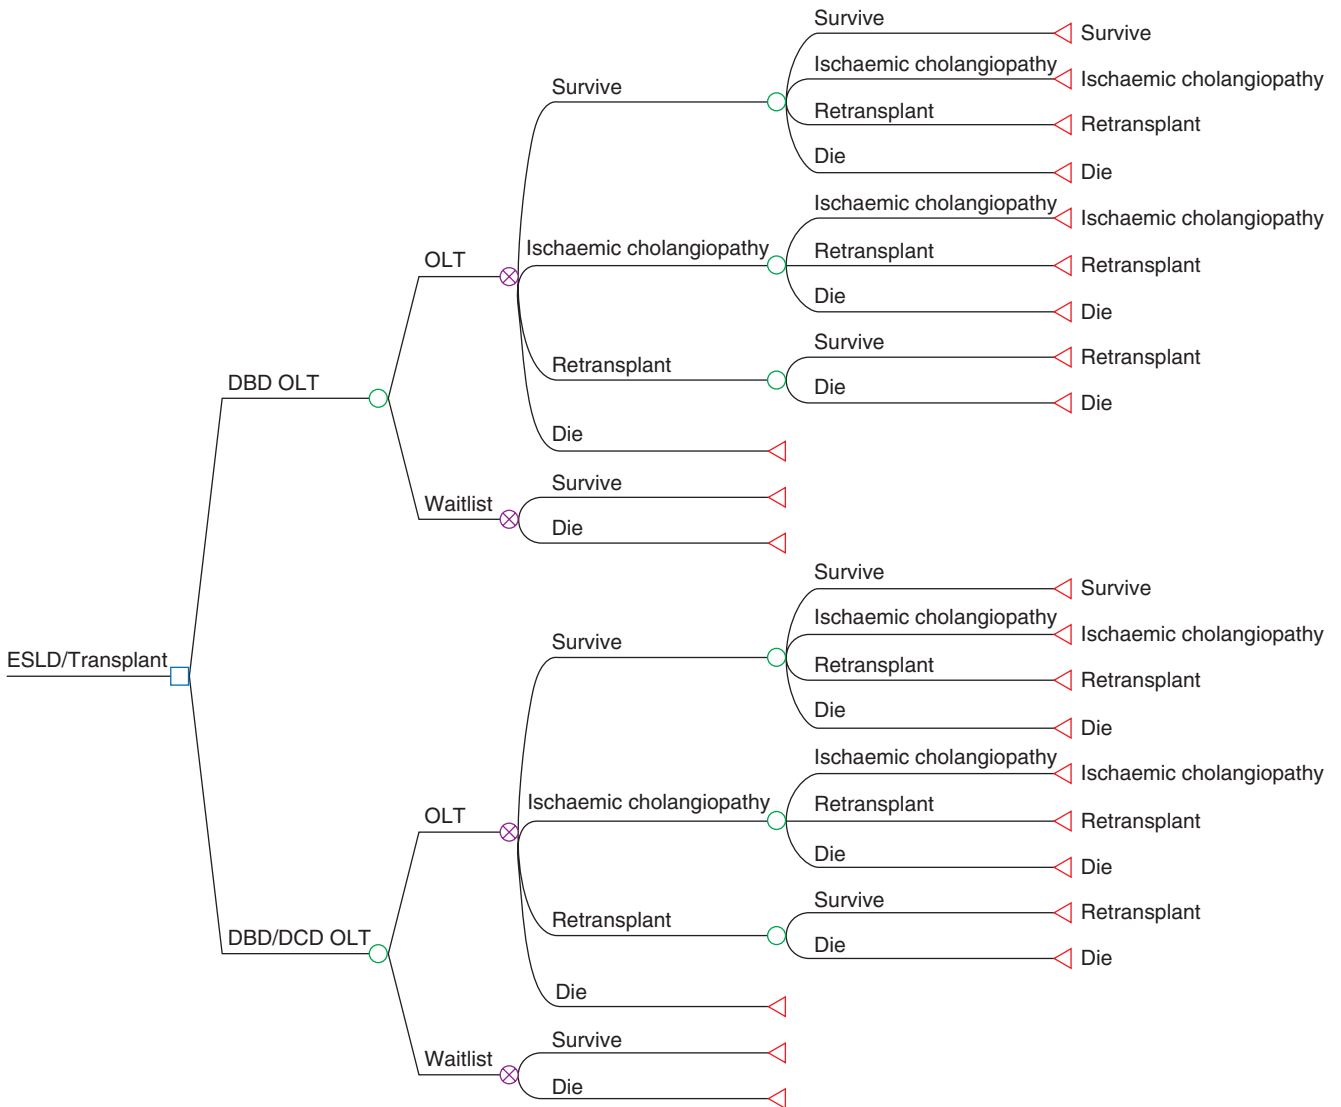 Survive
Survive
Ischaemic cholangiopathy
Ischaemic cholangiopathy
Survive
Retransplant
Retransplant
Die
Die
Ischaemic cholangiopathy
Ischaemic cholangiopathy
OLT
Ischaemic cholangiopathy
Retransplant
Retransplant
Die
Die
Survive
Retransplant
Retransplant
Die
Die
DBD OLT
Die
Waitlist
Survive
Die
Survive
Survive
Ischaemic cholangiopathy
Ischaemic cholangiopathy
ESLD/Transplant
Survive
Retransplant
Retransplant
Die
Die
Ischaemic cholangiopathy
Ischaemic cholangiopathy
OLT
Ischaemic cholangiopathy
Retransplant
Retransplant
Die
Die
Survive
Retransplant
Retransplant
DBD/DCD OLT
Die
Die
Die
Waitlist
Survive
Die